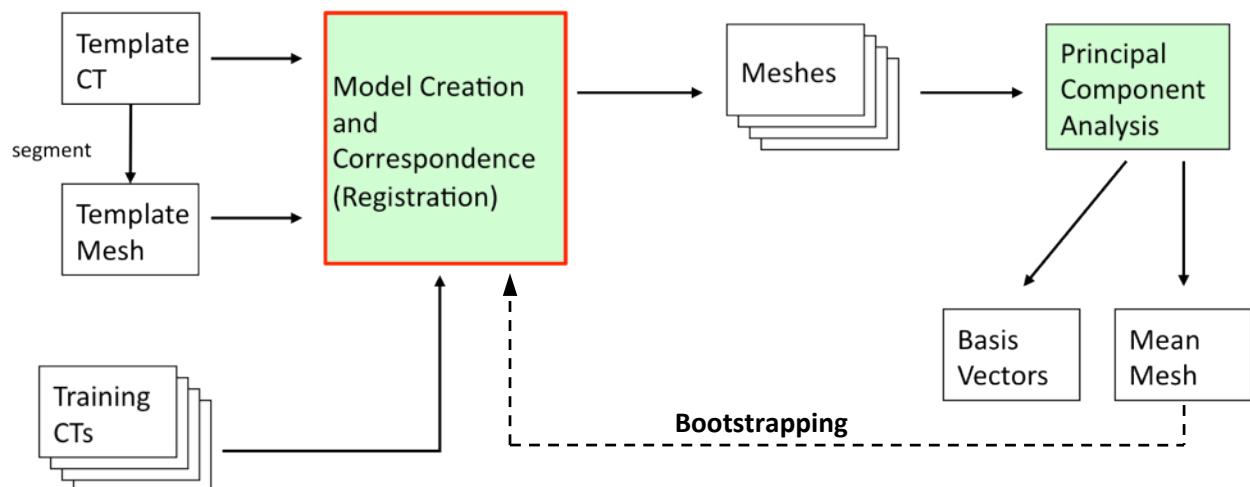 Template
CT
segment
Template
Mesh
Model Creation
and
Correspondence
(Registration)
Meshes
Principal
Component
Analysis
Basis
Vectors
Mean
Mesh
Training
CTs
Bootstrapping